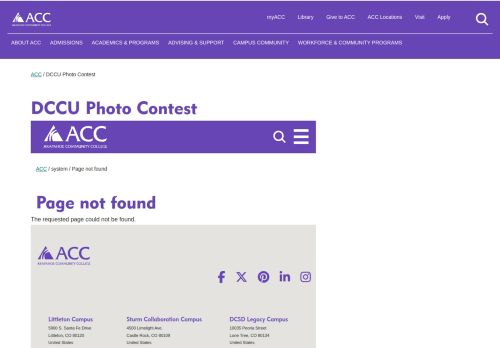 ACC
ARAPAHOE COMMUNITY COLLEGE
myACC Library Give to ACC ACC Locations Visit Apply
ABOUT ACC ADMISSIONS ACADEMICS & PROGRAMS ADVISING & SUPPORT CAMPUS COMMUNITY WORKFORCE & COMMUNITY PROGRAMS
ACC / DCCU Photo Contest
DCCU Photo Contest
ACC
ARAPAHOE COMMUNITY COLLEGE
ACC / system / Page not found
Page not found
The requested page could not be found.
ACC
ARAPAHOE COMMUNITY COLLEGE
Littleton Campus Sturm Collaboration Campus DCSD Legacy Campus
5900 S. Santa Fe Drive 4500 Limelight Ave. 10035 Peoria Street
Littleton, CO 80120 Castle Rock, CO 80109 Lone Tree, CO 80134
United States United States United States